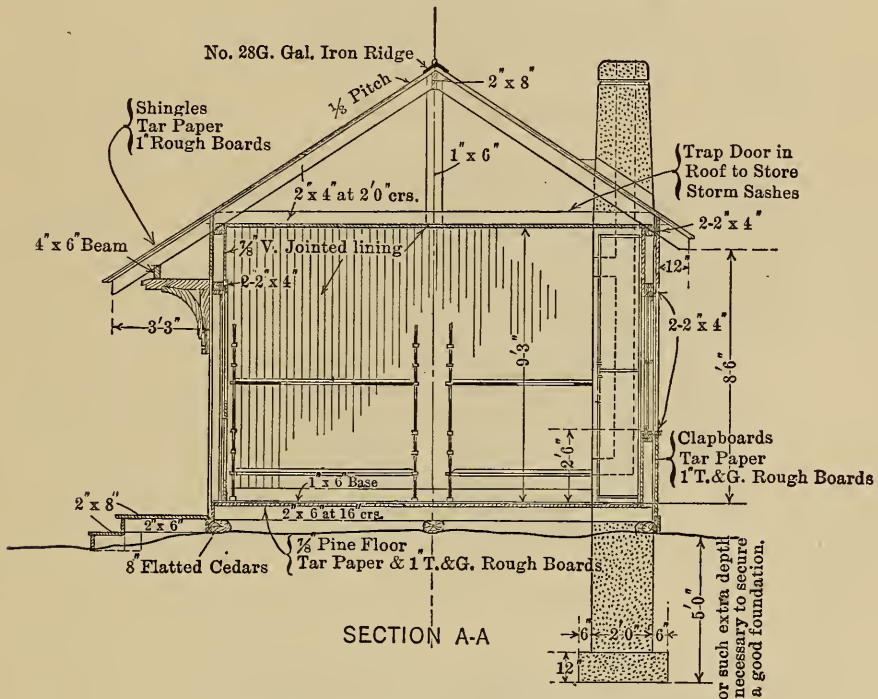 No. 28G. Gal. Iron Ridge
2" x 8"
⅓ Pitch
Shingles
Tar Paper
1" Rough Boards
1" x 6"
Trap Door in
Roof to Store
Storm Sashes
2" x 4" at 2'0" crs.
2-2" x 4"
4" x 6" Beam
⅞" V. Jointed lining
12"
2-2" x 4"
3'3"
2-2" x 4"
9'-3"
8'-6"
2'-6"
Clapboards
Tar Paper
1" T.&G. Rough Boards
1" x 6" Base
2" x 8"
2" x 6"
2" x 6" at 16" crs.
8" Flatted Cedars
⅞" Pine Floor
Tar Paper & 1" T.&G. Rough Boards
5'-0"
or such extra depth
necessary to secure
a good foundation.
6" 2'0" 6"
12"
SECTION A-A